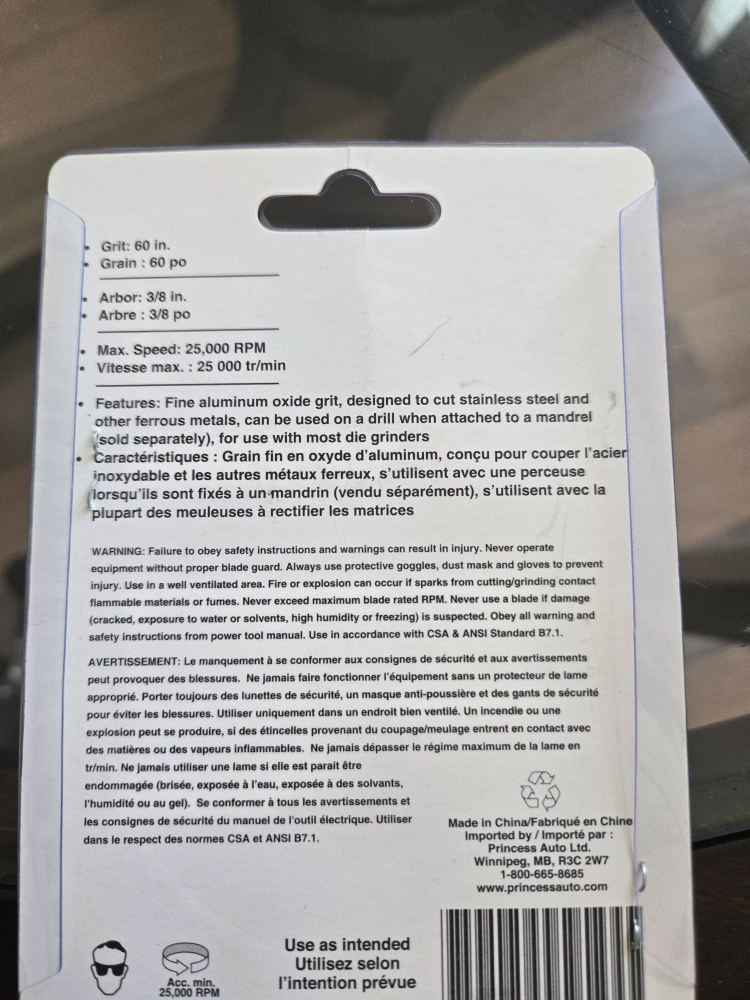 • Grit: 60 in.
• Grain : 60 po
• Arbor: 3/8 in.
• Arbre : 3/8 po
• Max. Speed: 25,000 RPM
• Vitesse max. : 25 000 tr/min
• Features: Fine aluminum oxide grit, designed to cut stainless steel and
other ferrous metals, can be used on a drill when attached to a mandrel
(sold separately), for use with most die grinders
• Caractéristiques : Grain fin en oxyde d'aluminum, conçu pour couper l'acier
inoxydable et les autres métaux ferreux, s'utilisent avec une perceuse
lorsqu'ils sont fixés à un mandrin (vendu séparément), s'utilisent avec la
plupart des meuleuses à rectifier les matrices
WARNING: Failure to obey safety instructions and warnings can result in injury. Never operate
equipment without proper blade guard. Always use protective goggles, dust mask and gloves to prevent
injury. Use in a well ventilated area. Fire or explosion can occur if sparks from cutting/grinding contact
flammable materials or fumes. Never exceed maximum blade rated RPM. Never use a blade if damage
(cracked, exposure to water or solvents, high humidity or freezing) is suspected. Obey all warning and
safety instructions from power tool manual. Use in accordance with CSA & ANSI Standard B7.1.
AVERTISSEMENT: Le manquement à se conformer aux consignes de sécurité et aux avertissements
peut provoquer des blessures. Ne jamais faire fonctionner l'équipement sans un protecteur de lame
approprié. Porter toujours des lunettes de sécurité, un masque anti-poussière et des gants de sécurité
pour éviter les blessures. Utiliser uniquement dans un endroit bien ventilé. Un incendie ou une
explosion peut se produire, si des étincelles provenant du coupage/meulage entrent en contact avec
des matières ou des vapeurs inflammables. Ne jamais dépasser le régime maximum de la lame en
tr/min. Ne jamais utiliser une lame si elle est parait être
endommagée (brisée, exposée à l'eau, exposée à des solvants,
l'humidité ou au gel). Se conformer à tous les avertissements et
les consignes de sécurité du manuel de l'outil électrique. Utiliser
dans le respect des normes CSA et ANSI B7.1.
Made in China/Fabriqué en Chine
Imported by / Importé par :
Princess Auto Ltd.
Winnipeg, MB, R3C 2W7
1-800-665-8685
www.princessauto.com
Acc. min.
25,000 RPM
Use as intended
Utilisez selon
l'intention prévue